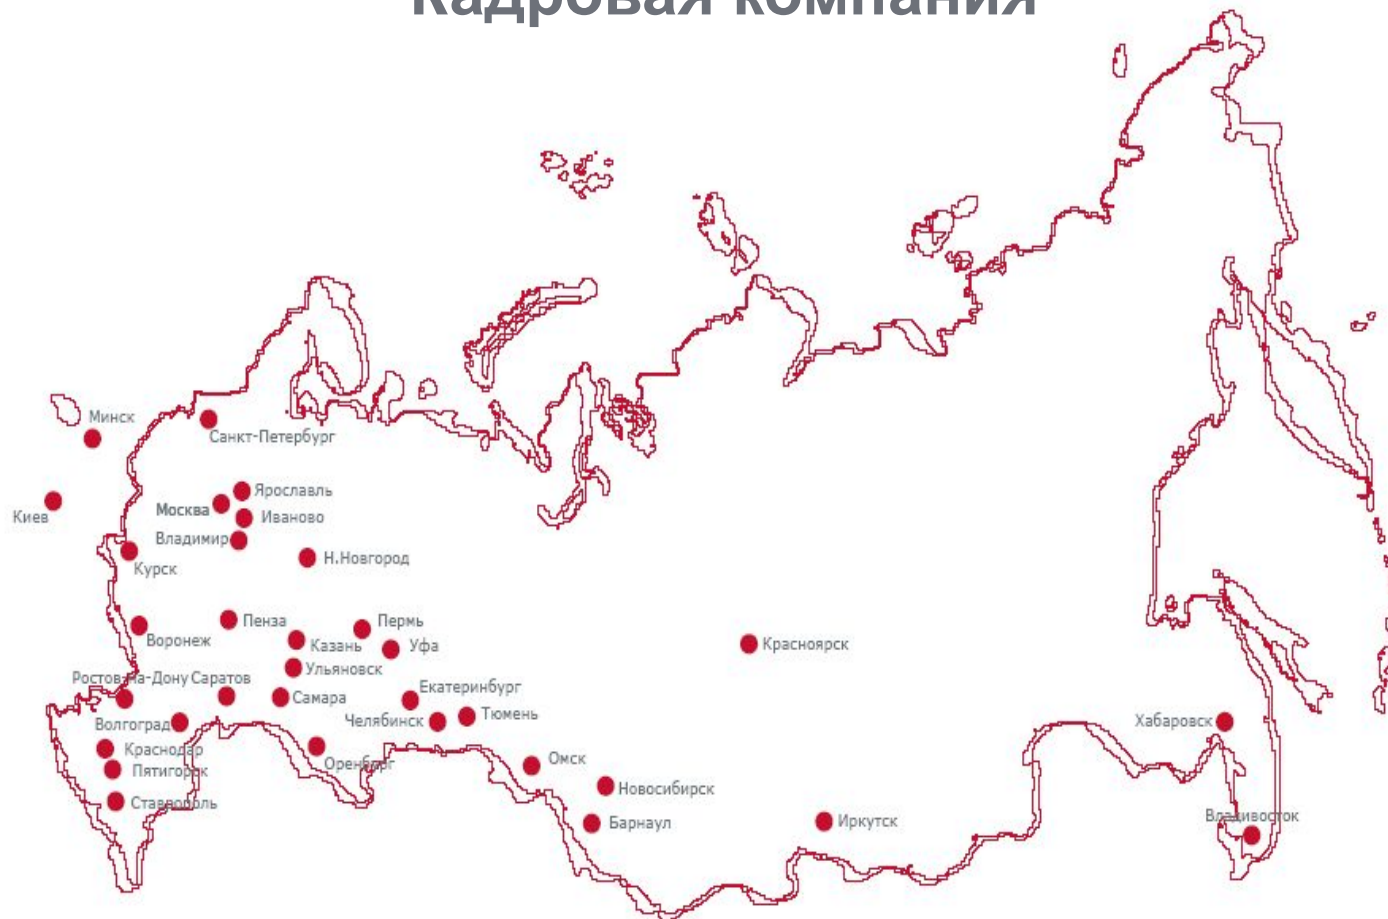 Кадровая компания
Минск
Санкт-Петербург
Ярославль
Москва
Киев
Иваново
Владимир
Н.Новгород
Курск
Пенза
Пермь
Воронеж
Казань
Уфа
Красноярск
Ульяновск
Ростов-на-Дону
Саратов
Екатеринбург
Самара
Тюмень
Волгоград
Челябинск
Хабаровск
Краснодар
Омск
Оренбург
Пятигорск
Новосибирск
Ставрополь
Владивосток
Барнаул
Иркутск